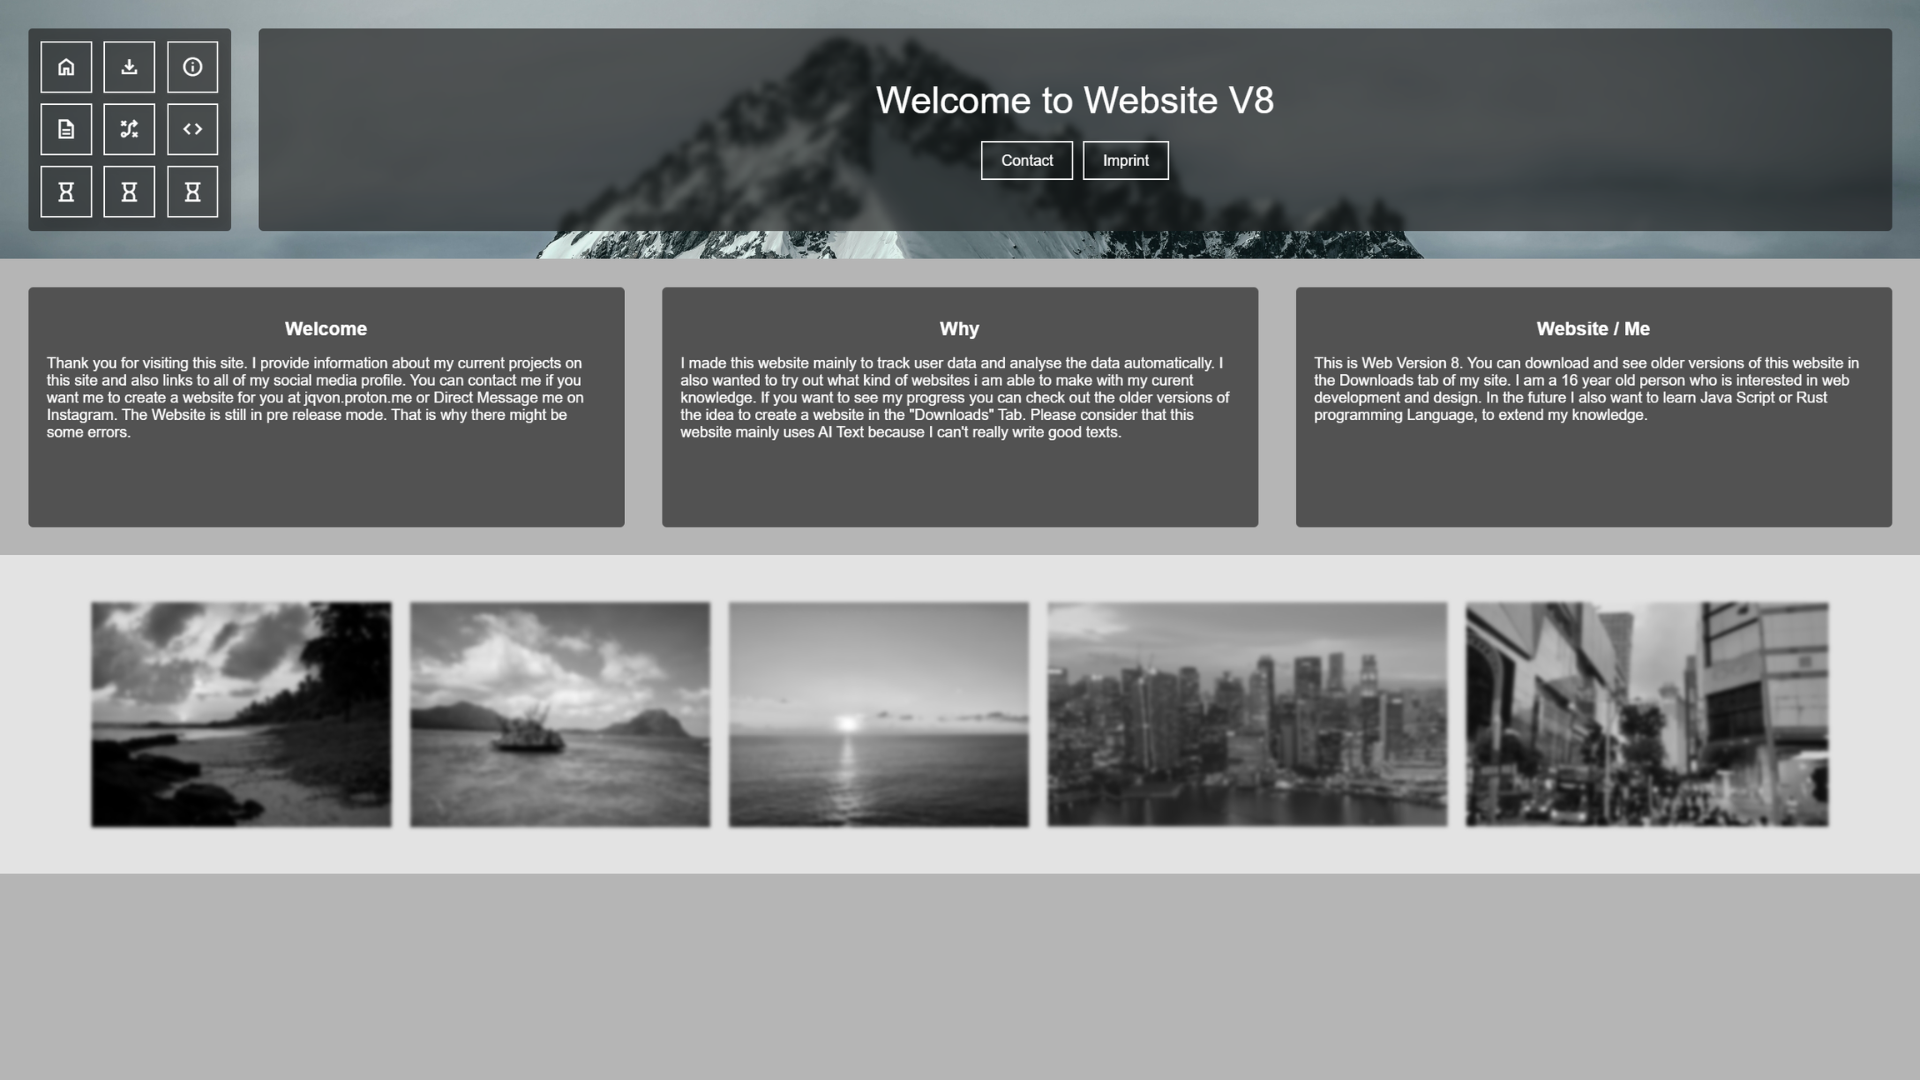 Welcome to Website V8
Contact
Imprint
Welcome
Thank you for visiting this site. I provide information about my current projects on
this site and also links to all of my social media profile. You can contact me if you
want me to create a website for you at jqvon.proton.me or Direct Message me on
Instagram. The Website is still in pre release mode. That is why there might be
some errors.
Why
I made this website mainly to track user data and analyse the data automatically. I
also wanted to try out what kind of websites i am able to make with my curent
knowledge. If you want to see my progress you can check out the older versions of
the idea to create a website in the "Downloads" Tab. Please consider that this
website mainly uses AI Text because I can't really write good texts.
Website / Me
This is Web Version 8. You can download and see older versions of this website in
the Downloads tab of my site. I am a 16 year old person who is interested in web
development and design. In the future I also want to learn Java Script or Rust
programming Language, to extend my knowledge.